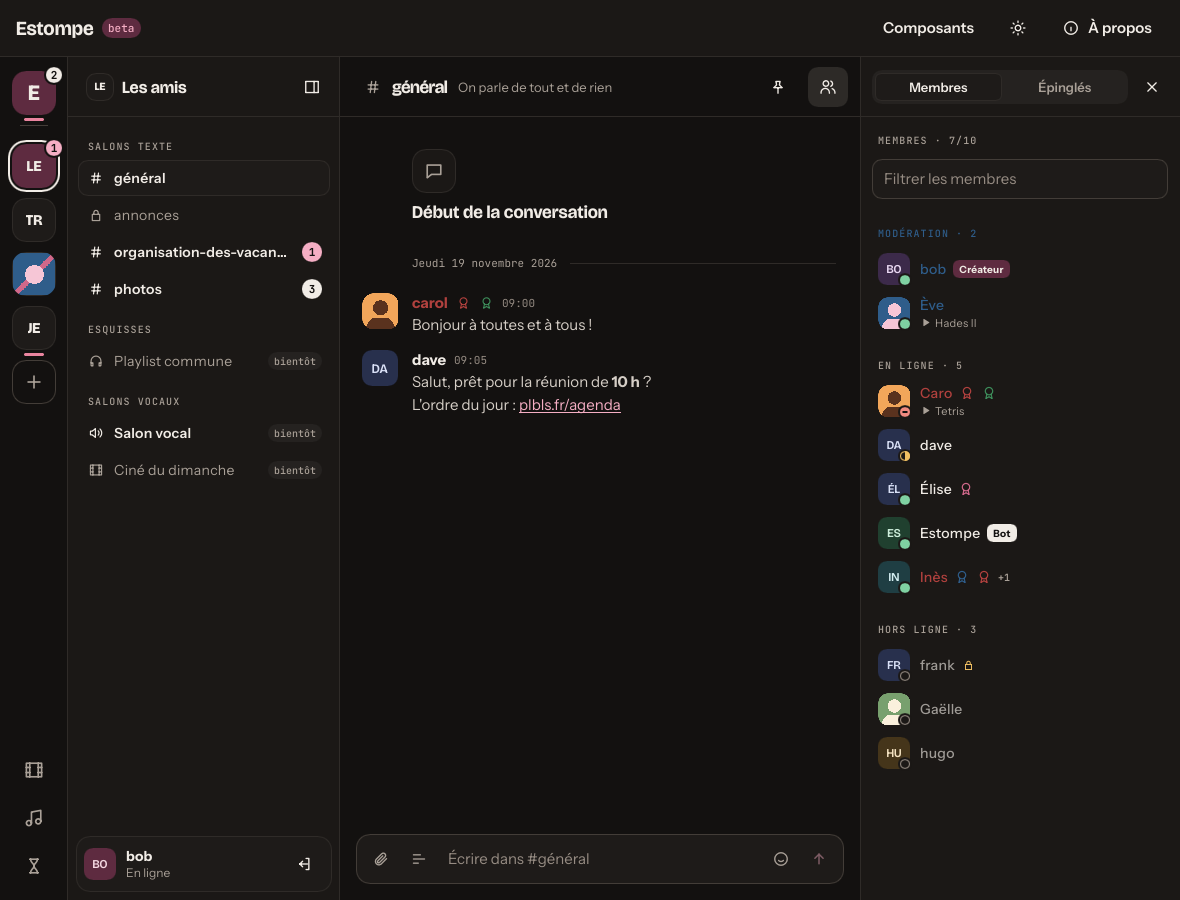 Estompe beta
Composants
À propos
E 2
LE 1
TR
JE
LE Les amis
SALONS TEXTE
# général
annonces
# organisation-des-vacan... 1
# photos 3
ESQUISSES
Playlist commune bientôt
SALONS VOCAUX
Salon vocal bientôt
Ciné du dimanche bientôt
BO bob
En ligne
# général On parle de tout et de rien
Début de la conversation
Jeudi 19 novembre 2026
carol 09:00
Bonjour à toutes et à tous !
DA dave 09:05
Salut, prêt pour la réunion de 10 h ?
L'ordre du jour : plbls.fr/agenda
Écrire dans #général
Membres Épinglés
MEMBRES · 7/10
Filtrer les membres
MODÉRATION · 2
BO bob Créateur
Ève
Hades II
EN LIGNE · 5
Caro
Tetris
DA dave
ÉL Élise
ES Estompe Bot
IN Inès +1
HORS LIGNE · 3
FR frank
Gaëlle
HU hugo